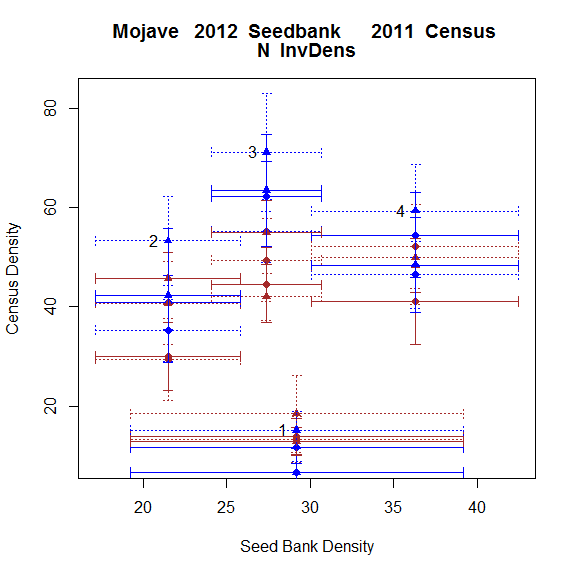 Mojave 2012 Seedbank 2011 Census
N InvDens
80
60
40
20
Census Density
3
4
2
1
20 25 30 35 40
Seed Bank Density